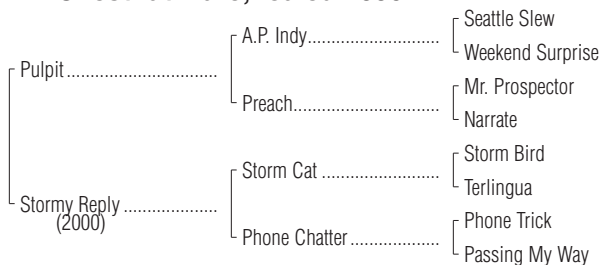 Seattle Slew
A.P. Indy
Weekend Surprise
Pulpit
Mr. Prospector
Preach
Narrate
Storm Bird
Storm Cat
Terlingua
Stormy Reply
(2000)
Phone Trick
Phone Chatter
Passing My Way